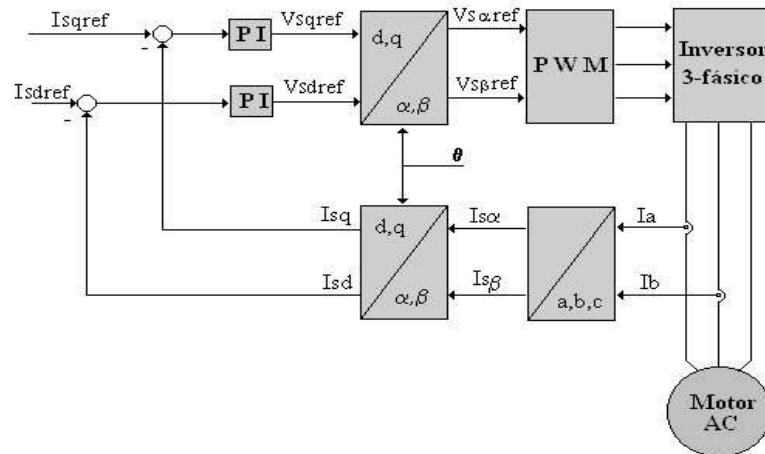 Isqref
PI
Vsqref
d,q
Vsαref
PWM
Inversor
3-fásico
Isdref
PI
Vsdref
α,β
Vsβref
-
-
θ
Isq
d,q
Isα
Ia
Isd
α,β
Isβ
a,b,c
Ib
Motor
AC